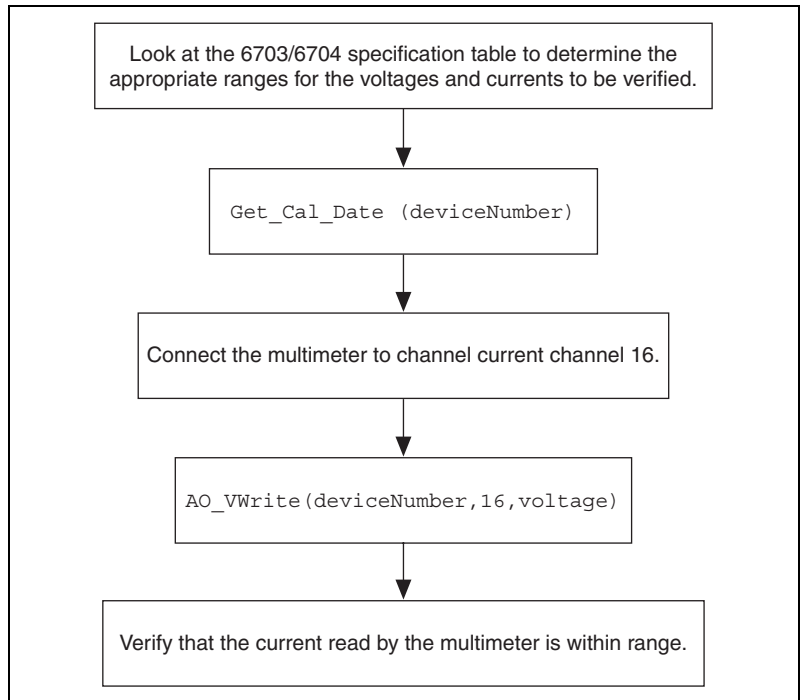 Look at the 6703/6704 specification table to determine the
appropriate ranges for the voltages and currents to be verified.
Get_Cal_Date (deviceNumber)
Connect the multimeter to channel current channel 16.
AO_VWrite(deviceNumber,16,voltage)
Verify that the current read by the multimeter is within range.